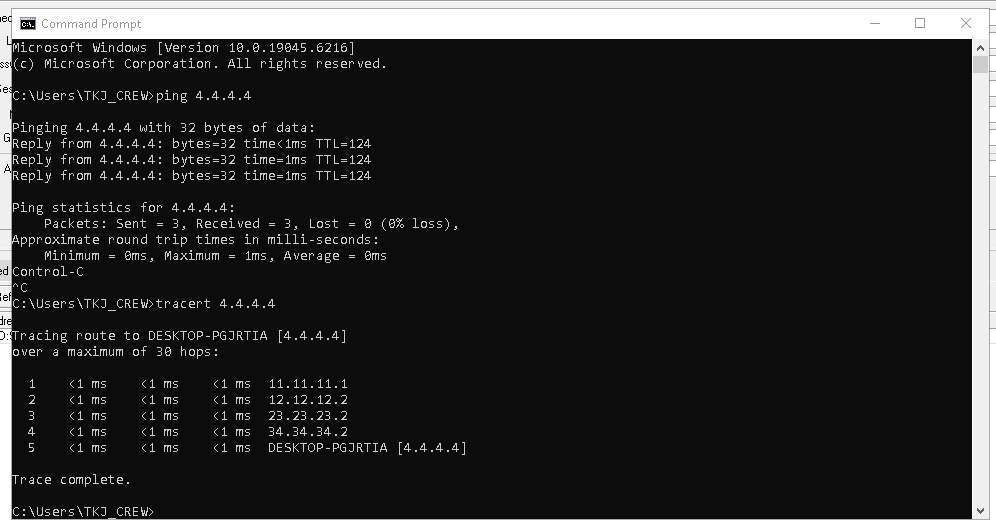 Command Prompt
Microsoft Windows [Version 10.0.19045.6216]
(c) Microsoft Corporation. All rights reserved.
C:\Users\TKJ_CREW>ping 4.4.4.4
Pinging 4.4.4.4 with 32 bytes of data:
Reply from 4.4.4.4: bytes=32 time<1ms TTL=124
Reply from 4.4.4.4: bytes=32 time=1ms TTL=124
Reply from 4.4.4.4: bytes=32 time=1ms TTL=124
Ping statistics for 4.4.4.4:
    Packets: Sent = 3, Received = 3, Lost = 0 (0% loss),
Approximate round trip times in milli-seconds:
    Minimum = 0ms, Maximum = 1ms, Average = 0ms
Control-C
^C
C:\Users\TKJ_CREW>tracert 4.4.4.4
Tracing route to DESKTOP-PGJRTIA [4.4.4.4]
over a maximum of 30 hops:
  1    <1 ms    <1 ms    <1 ms  11.11.11.1
  2    <1 ms    <1 ms    <1 ms  12.12.12.2
  3    <1 ms    <1 ms    <1 ms  23.23.23.2
  4    <1 ms    <1 ms    <1 ms  34.34.34.2
  5    <1 ms    <1 ms    <1 ms  DESKTOP-PGJRTIA [4.4.4.4]
Trace complete.
C:\Users\TKJ_CREW>